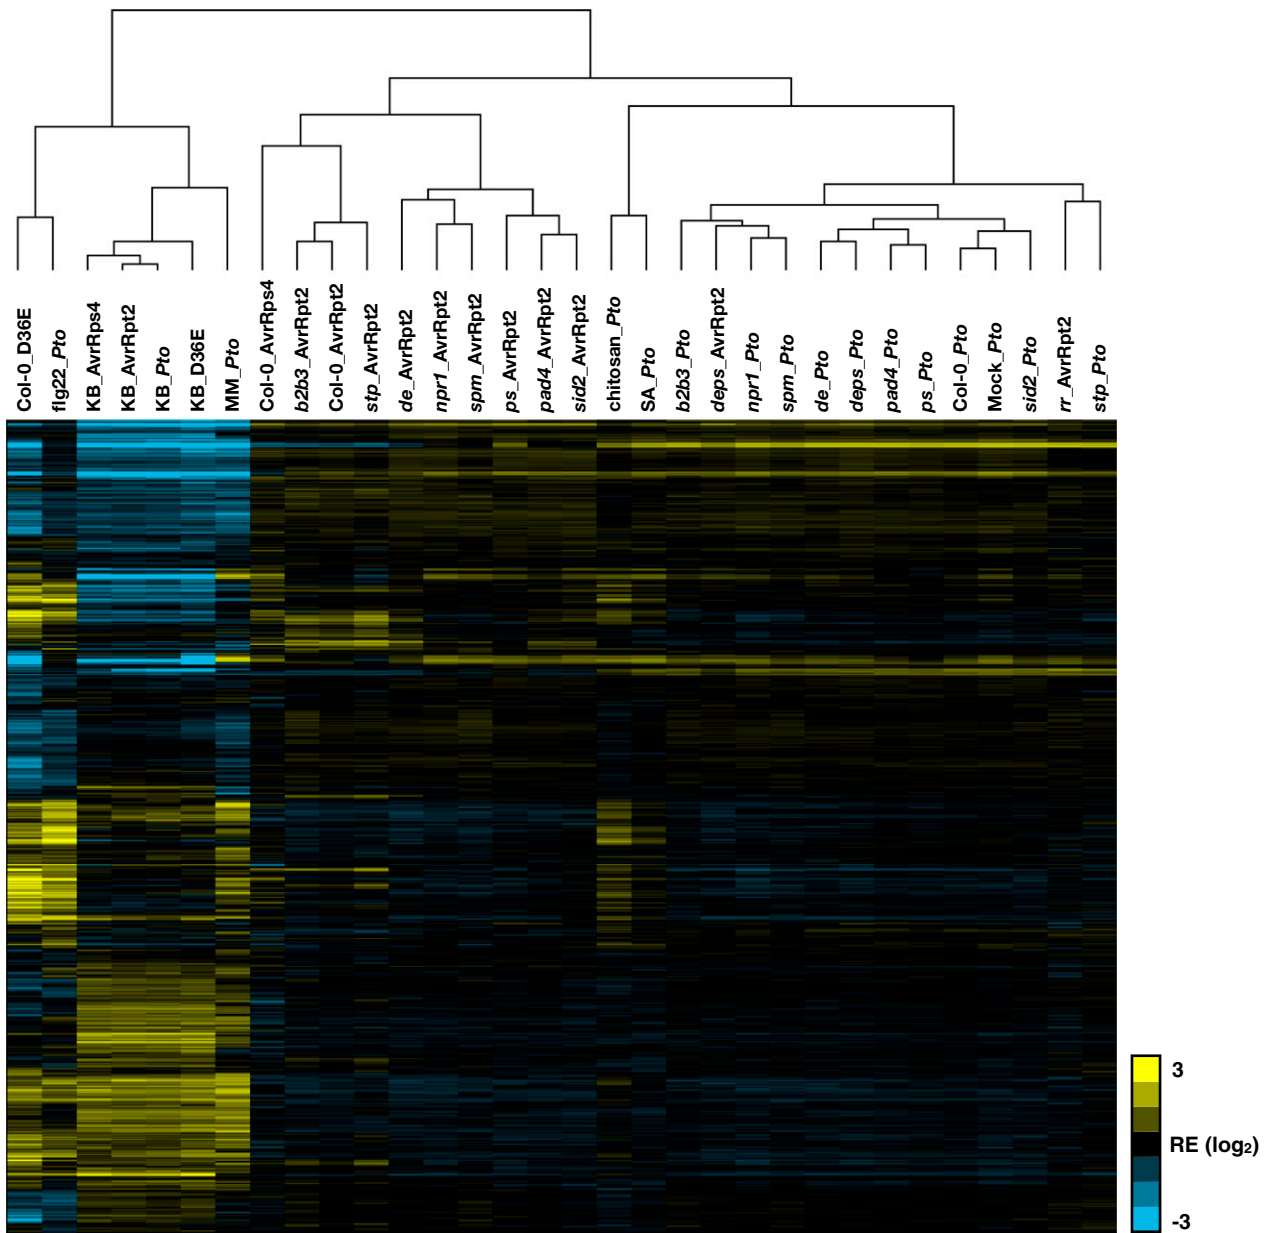 Col-0_D36E
flg22_Pto
KB_AvrRps4
KB_AvrRpt2
KB_Pto
KB_D36E
MM_Pto
Col-0_AvrRps4
b2b3_AvrRpt2
Col-0_AvrRpt2
stp_AvrRpt2
de_AvrRpt2
npr1_AvrRpt2
spm_AvrRpt2
ps_AvrRpt2
pad4_AvrRpt2
sid2_AvrRpt2
chitosan_Pto
SA_Pto
b2b3_Pto
deps_AvrRpt2
npr1_Pto
spm_Pto
de_Pto
deps_Pto
pad4_Pto
ps_Pto
Col-0_Pto
Mock_Pto
sid2_Pto
rr_AvrRpt2
stp_Pto
3
RE (log₂)
-3